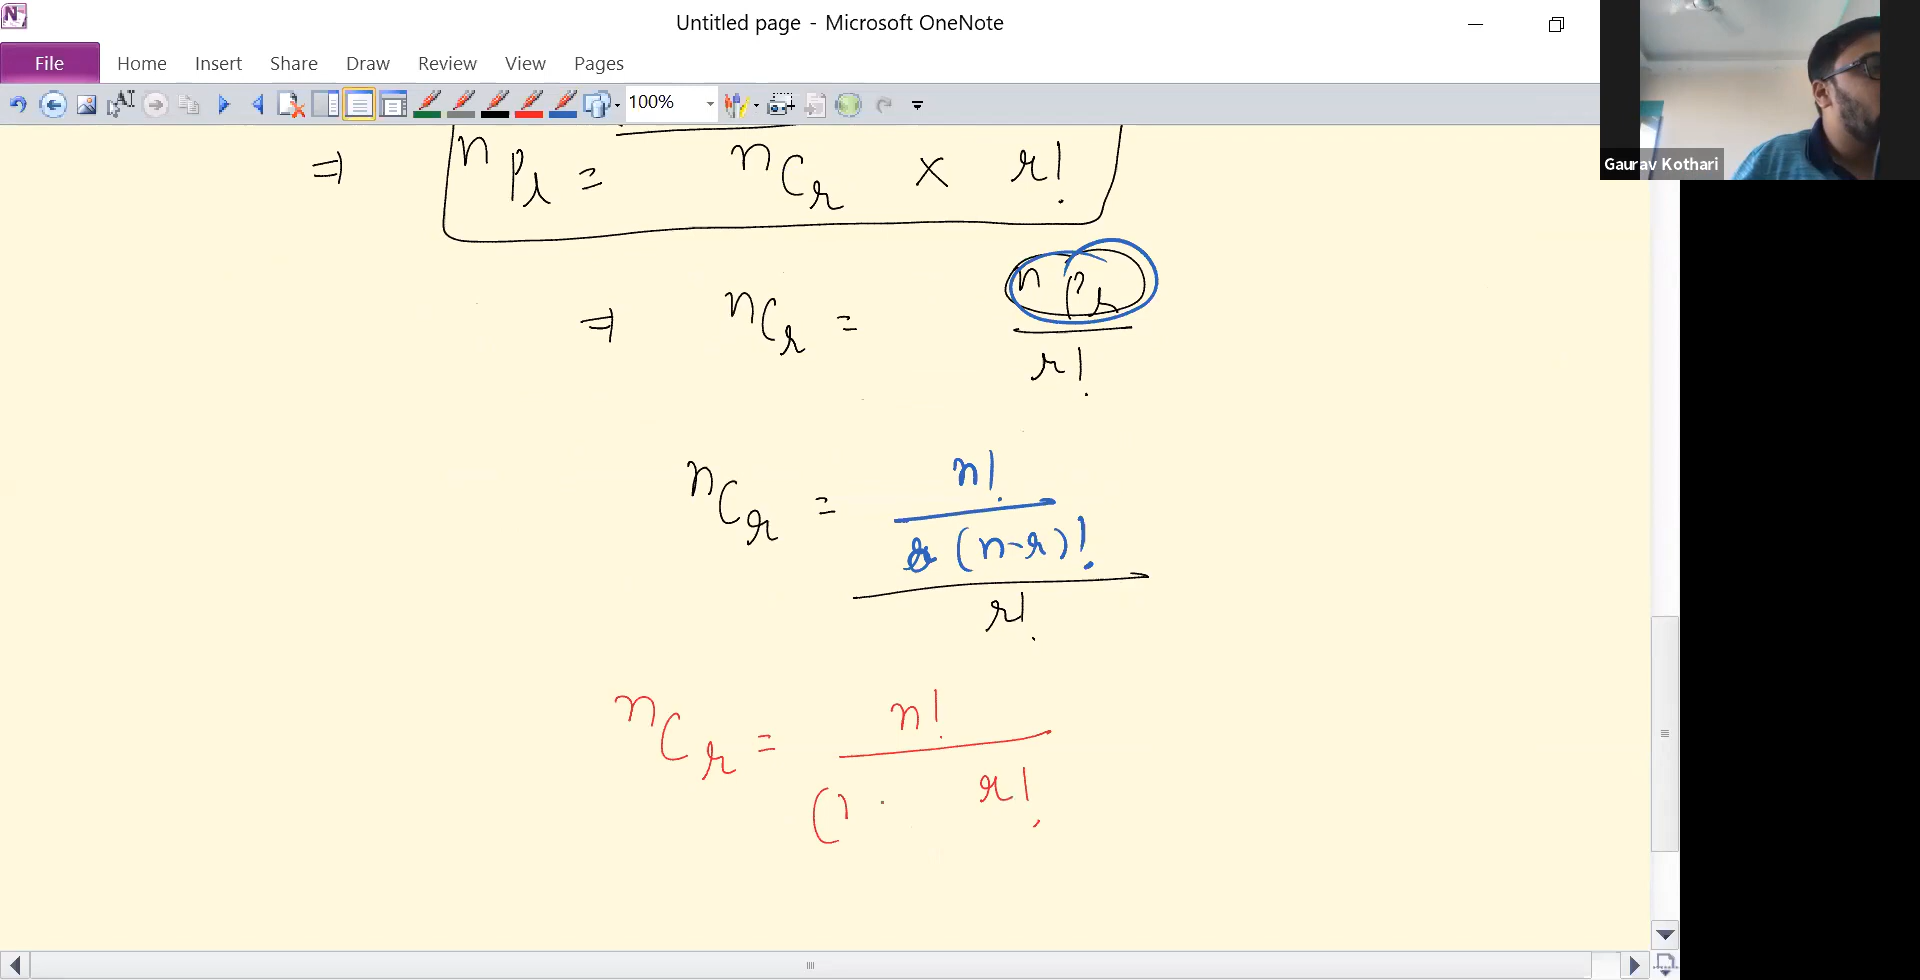 Untitled page - Microsoft OneNote
File Home Insert Share Draw Review View Pages
100%
Gaurav Kothari
⇒ ⁿPᵣ = ⁿCᵣ × r!
⇒ ⁿCᵣ = ⁿPᵣ / r!
ⁿCᵣ = n! / (n-r)! / r!
ⁿCᵣ = n! / ( r!